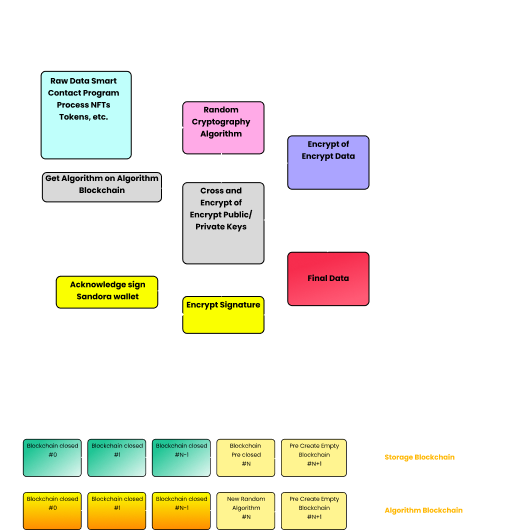 Raw Data Smart
Contact Program
Process NFTs
Tokens, etc.
Random
Cryptography
Algorithm
Encrypt of
Encrypt Data
Get Algorithm on Algorithm
Blockchain
Cross and
Encrypt of
Encrypt Public/
Private Keys
Final Data
Acknowledge sign
Sandora wallet
Encrypt Signature
Blockchain closed
#0
Blockchain closed
#1
Blockchain closed
#N-1
Blockchain
Pre closed
#N
Pre Create Empty
Blockchain
#N+1
Storage Blockchain
Blockchain closed
#0
Blockchain closed
#1
Blockchain closed
#N-1
New Random
Algorithm
#N
Pre Create Empty
Blockchain
#N+1
Algorithm Blockchain